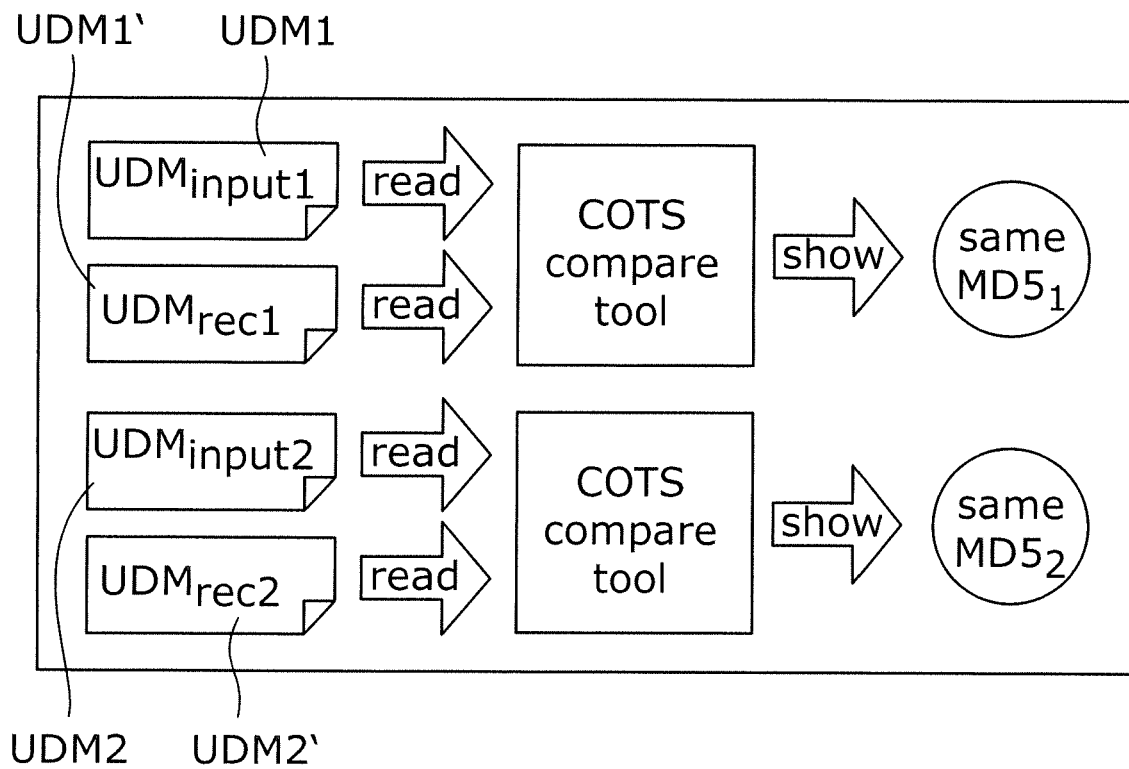 UDM1‘ UDM1
UDMinput1 read
COTS
compare
tool
show
same
MD51
UDMrec1 read
UDMinput2 read
COTS
compare
tool
show
same
MD52
UDMrec2 read
UDM2 UDM2‘